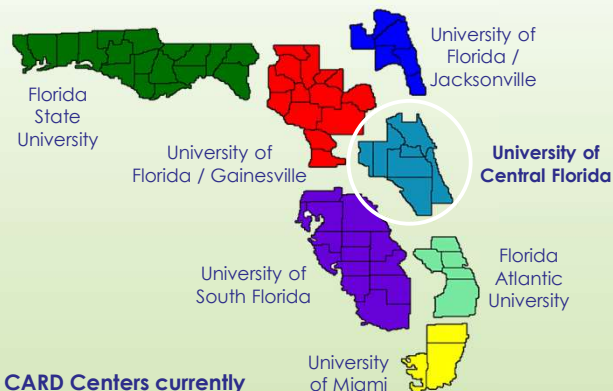 University of
Florida /
Jacksonville
Florida
State
University
University of
Florida / Gainesville
University of
Central Florida
University of
South Florida
Florida
Atlantic
University
University
of Miami
CARD Centers currently